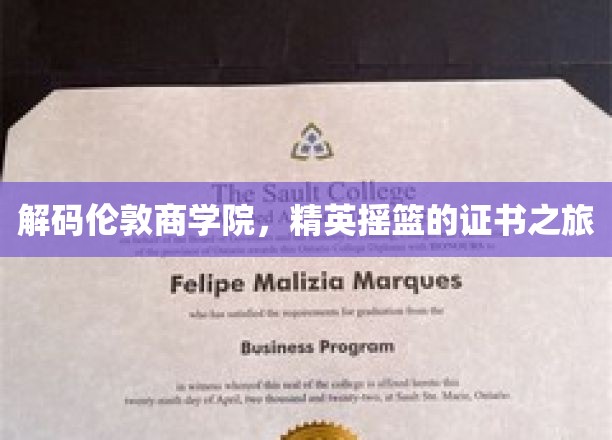 The Sault College
解码伦敦商学院，精英摇篮的证书之旅
of the province of Ontario awards this Ontario College Diploma with HONOURS to
Felipe Malizia Marques
who has satisfied the requirements for graduation from the
Business Program
in witness whereof this seal of the college is affixed hereto this
twenty-ninth day of April, two thousand and twenty-two, at Sault Ste. Marie, Ontario.